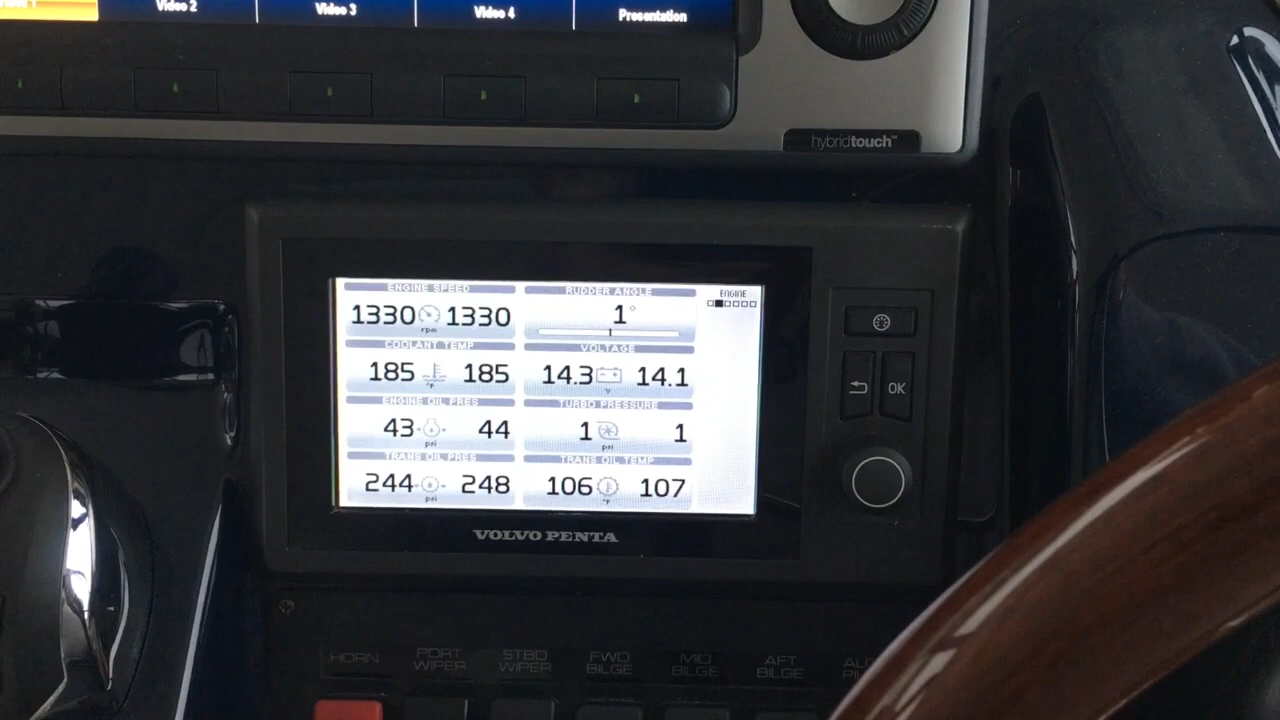 Video 2 Video 3 Video 4 Presentation
hybridtouch™
ENGINE SPEED RUDDER ANGLE ENGINE
1330 rpm 1330 1°
COOLANT TEMP VOLTAGE
185 °F 185 14.3 V 14.1
ENGINE OIL PRES TURBO PRESSURE
43 psi 44 1 psi 1
TRANS OIL PRES TRANS OIL TEMP
244 psi 248 106 °F 107
OK
VOLVO PENTA
HORN PORT WIPER STBD WIPER FWD BILGE MID BILGE AFT BILGE